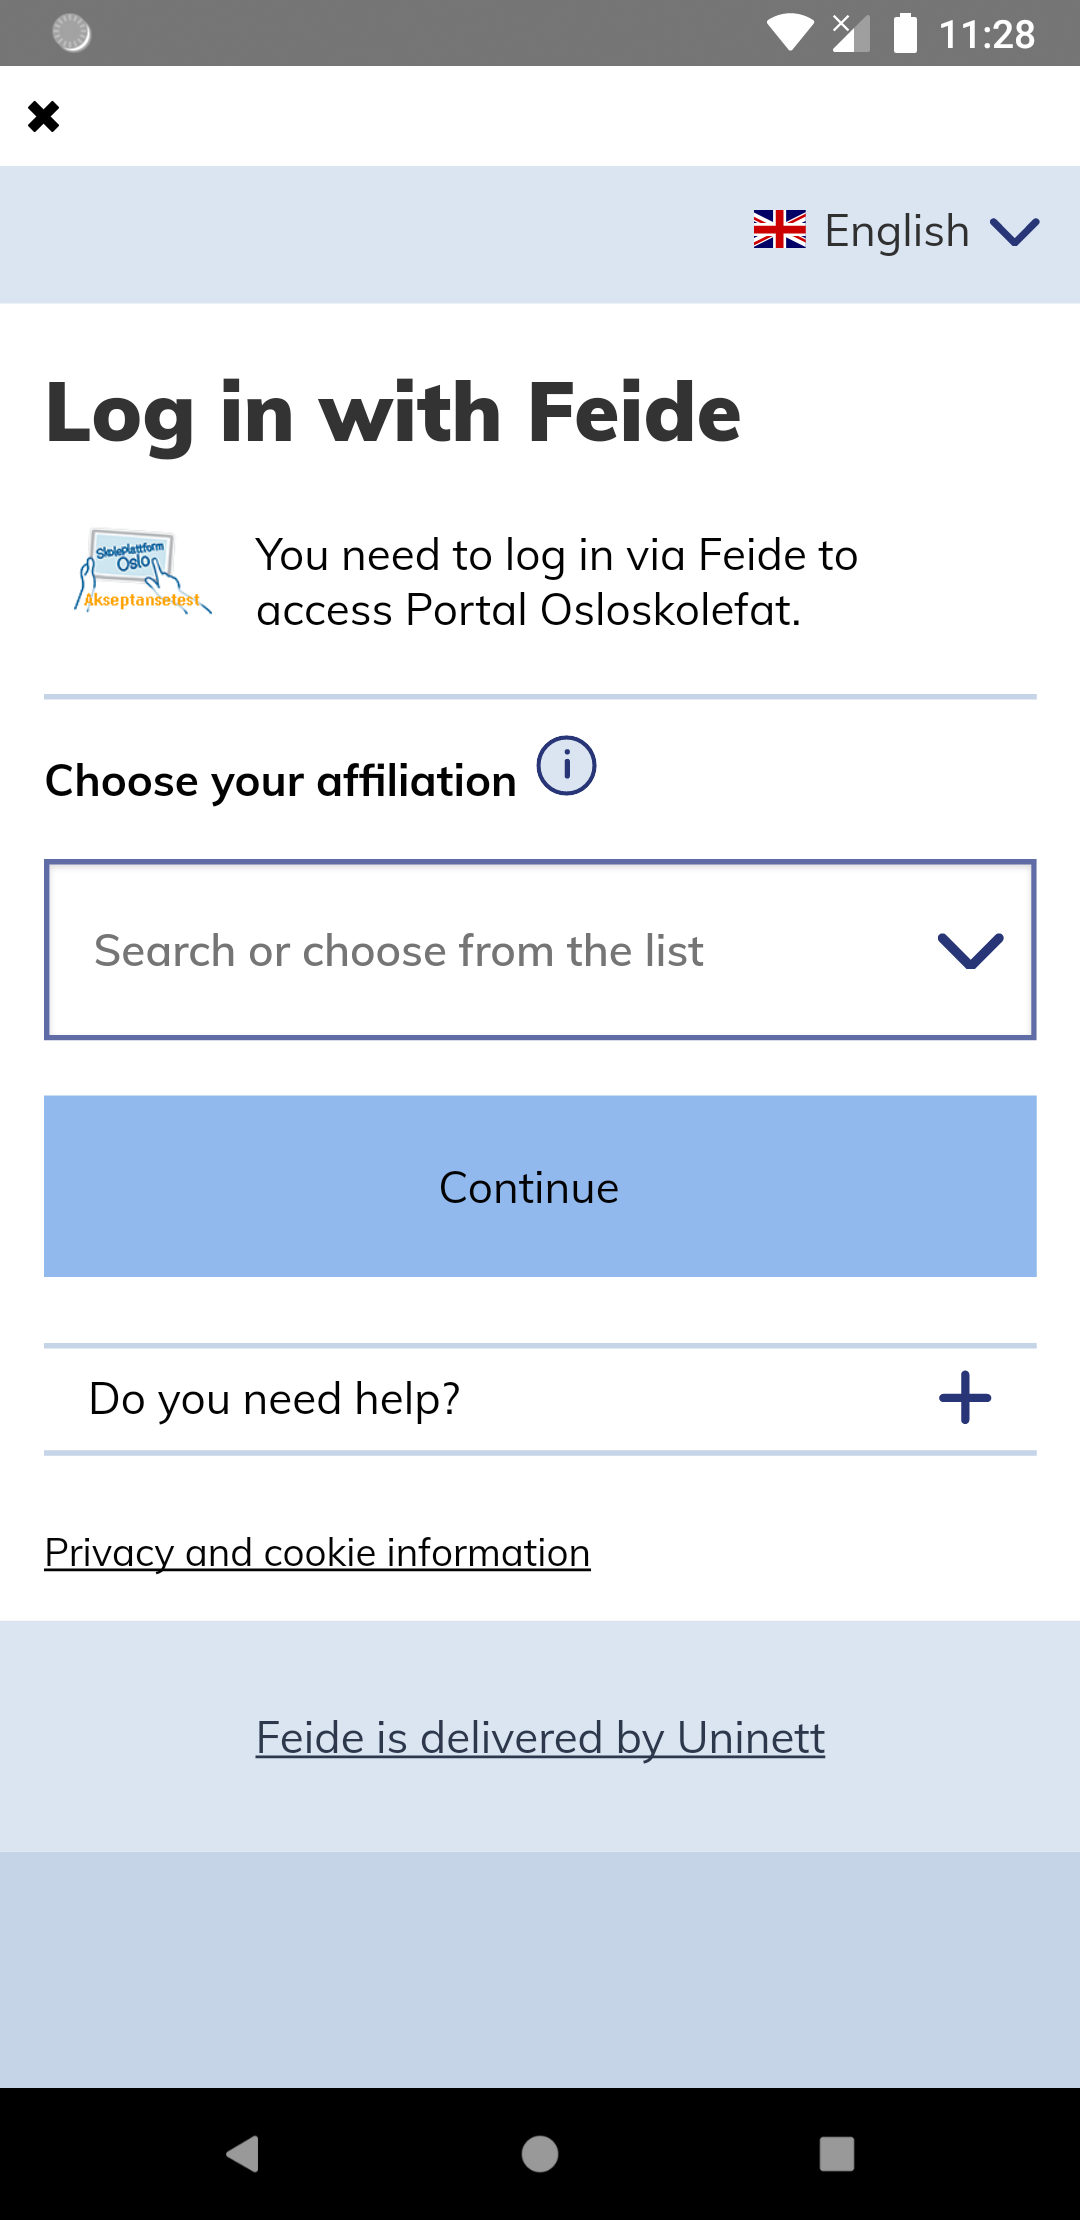 11:28
English
Log in with Feide
Skoleplattform
Oslo
Akseptansetest
You need to log in via Feide to
access Portal Osloskolefat.
Choose your affiliation
Search or choose from the list
Continue
Do you need help?
Privacy and cookie information
Feide is delivered by Uninett